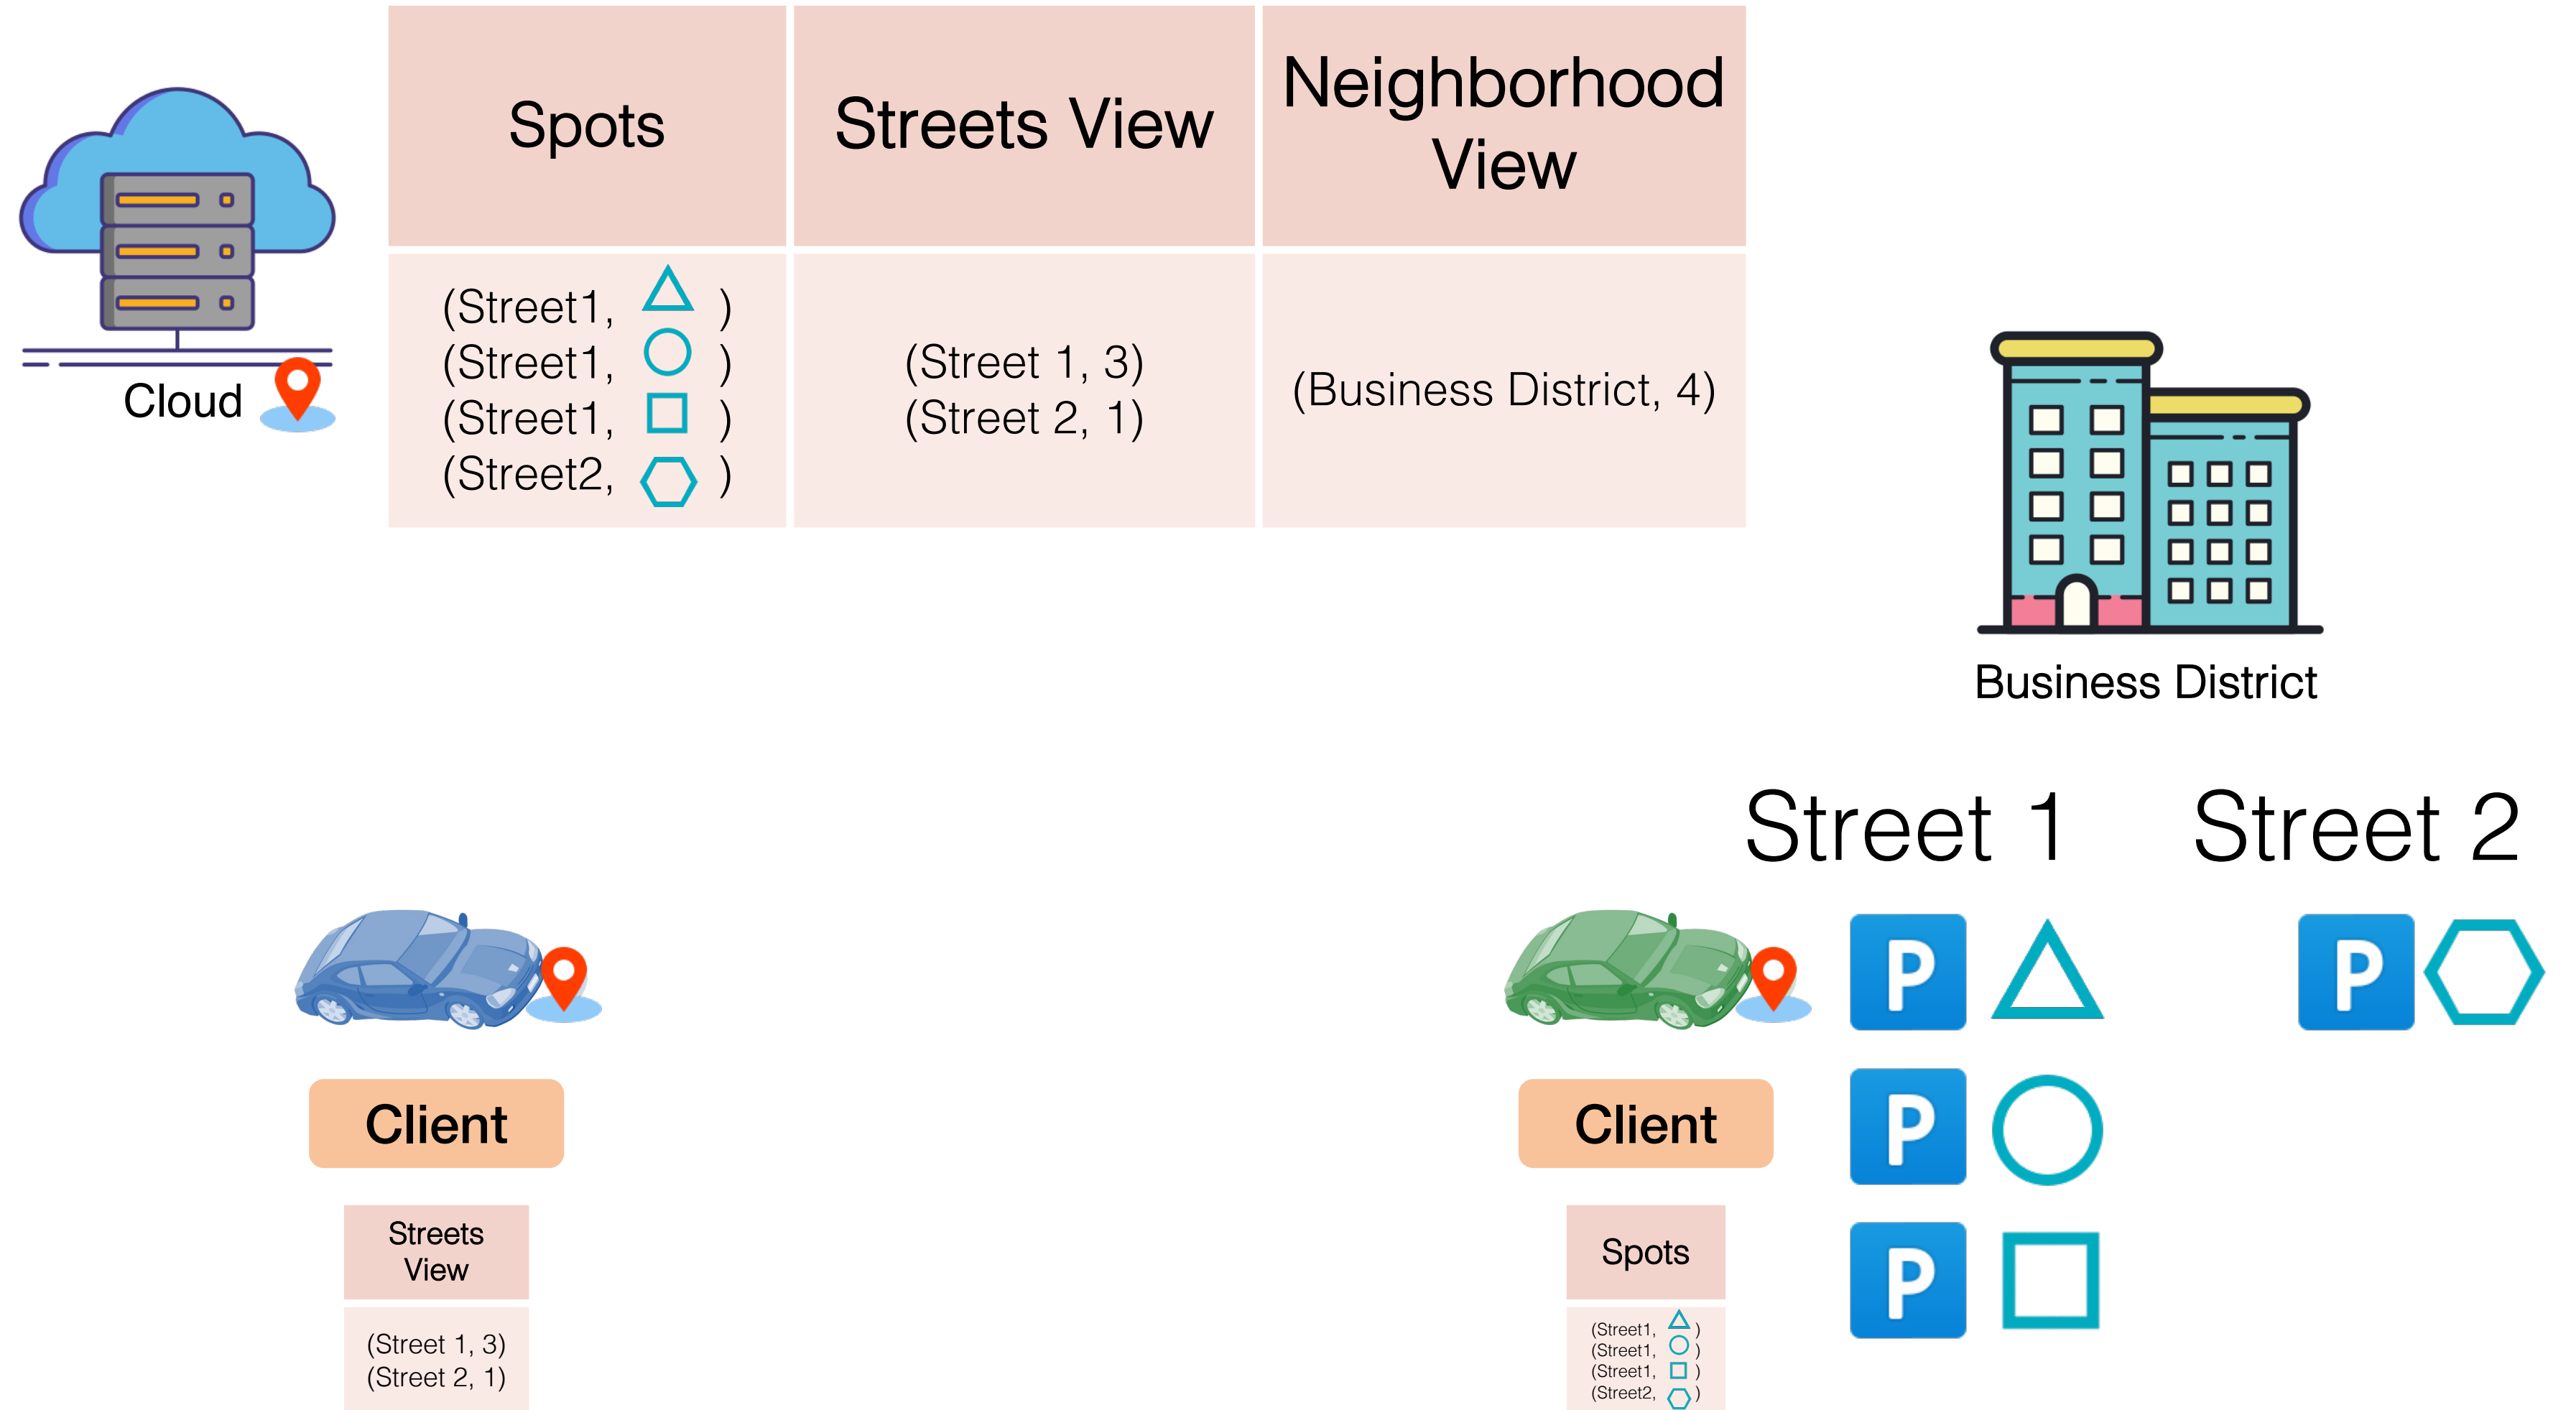 Spots
Streets View
Neighborhood
View
(Street1, )
(Street1, )
(Street1, )
(Street2, )
(Street 1, 3)
(Street 2, 1)
(Business District, 4)
Cloud
Business District
Street 1
Street 2
P
P
P
P
Client
Client
Streets
View
(Street 1, 3)
(Street 2, 1)
Spots
(Street1, )
(Street1, )
(Street1, )
(Street2, )